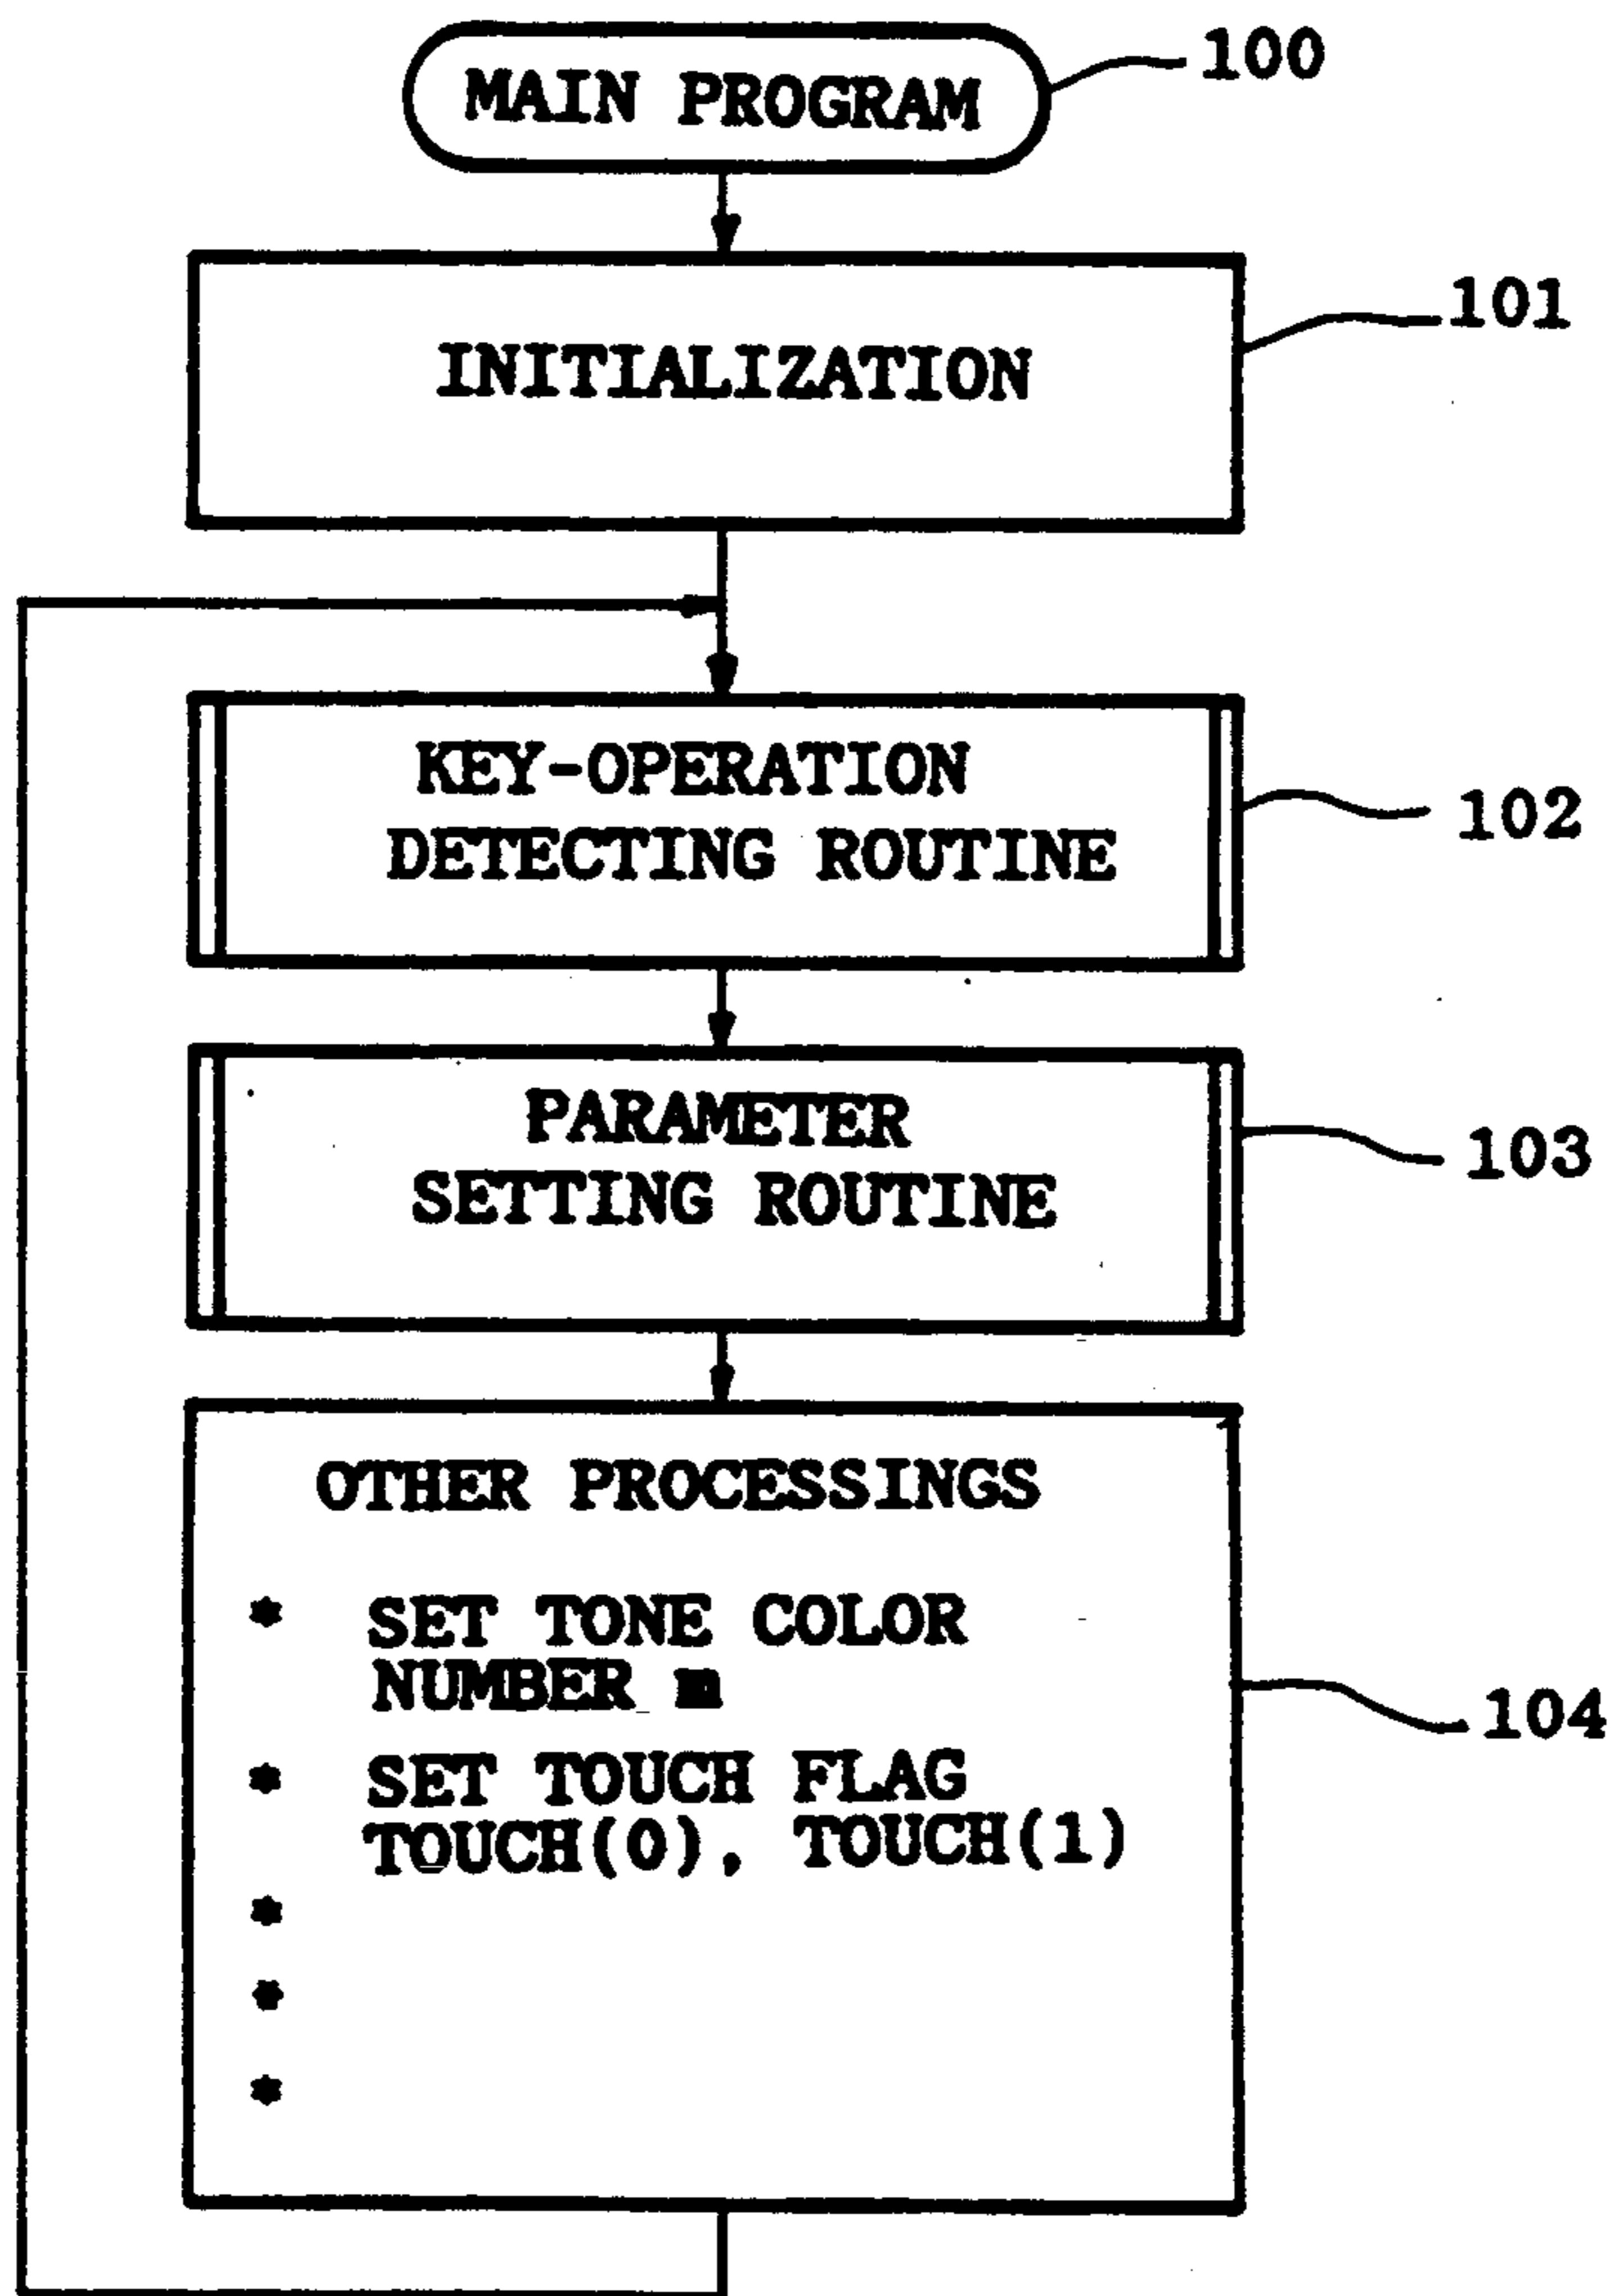 MAIN PROGRAM
100
INITIALIZATION
101
KEY-OPERATION
DETECTING ROUTINE
102
PARAMETER
SETTING ROUTINE
103
OTHER PROCESSINGS
* SET TONE COLOR
NUMBER m
* SET TOUCH FLAG
TOUCH(0), TOUCH(1)
*
*
*
104